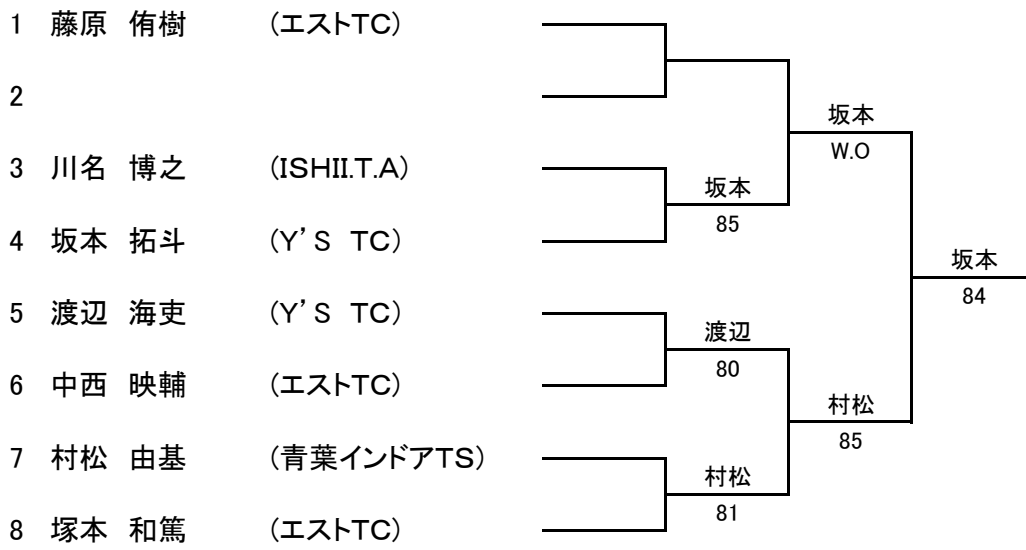 1 藤原 侑樹 (エストTC)
2
坂本
W.O
3 川名 博之 (ISHII.T.A)
坂本
85
4 坂本 拓斗 (Y'S TC)
坂本
84
5 渡辺 海吏 (Y'S TC)
渡辺
80
6 中西 映輔 (エストTC)
村松
85
7 村松 由基 (青葉インドアTS)
村松
81
8 塚本 和篤 (エストTC)